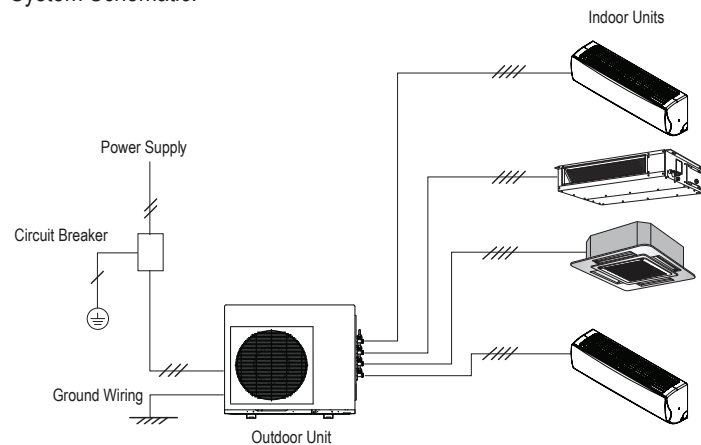 System Schematic:
Indoor Units
Power Supply
Circuit Breaker
Ground Wiring
Outdoor Unit